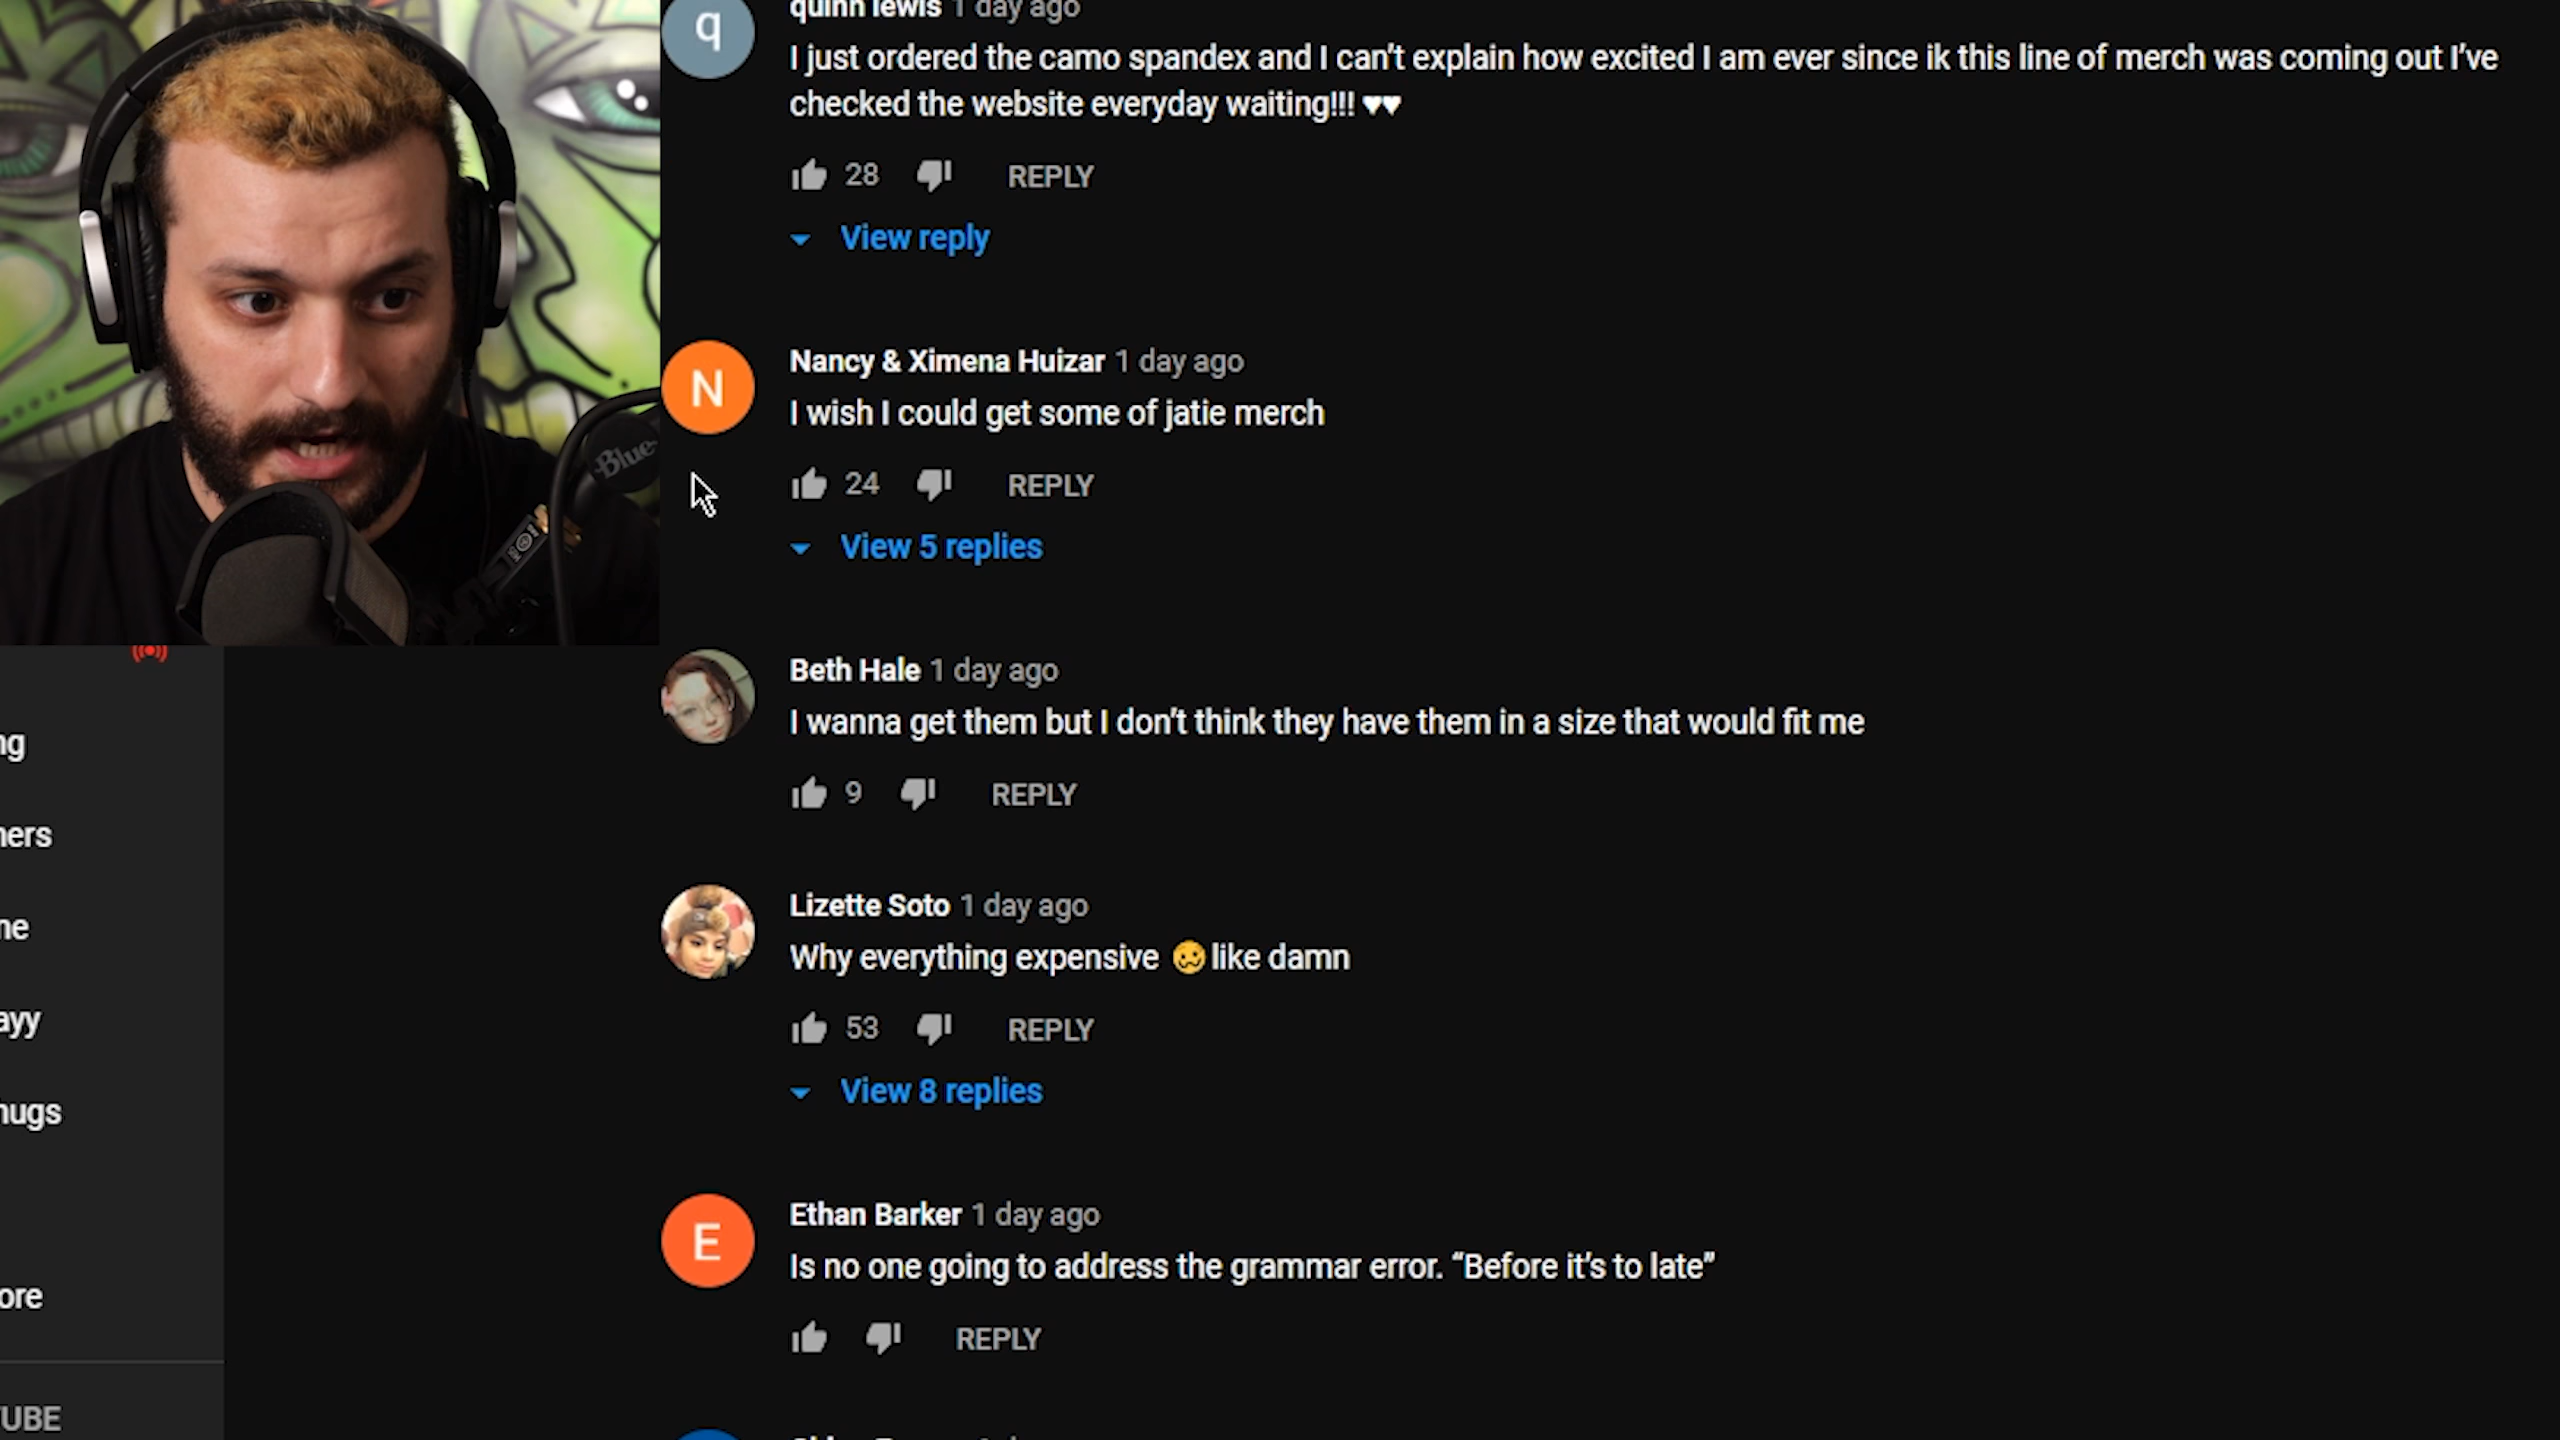 q
quinn lewis 1 day ago
I just ordered the camo spandex and I can't explain how excited I am ever since ik this line of merch was coming out I've
checked the website everyday waiting!!! ♥♥
28 REPLY
View reply
N
Nancy & Ximena Huizar 1 day ago
I wish I could get some of jatie merch
24 REPLY
View 5 replies
Blue
Beth Hale 1 day ago
I wanna get them but I don't think they have them in a size that would fit me
9 REPLY
Lizette Soto 1 day ago
Why everything expensive 🥴like damn
53 REPLY
View 8 replies
E
Ethan Barker 1 day ago
Is no one going to address the grammar error. “Before it's to late”
REPLY
ng
ners
ne
ayy
hugs
ore
UBE